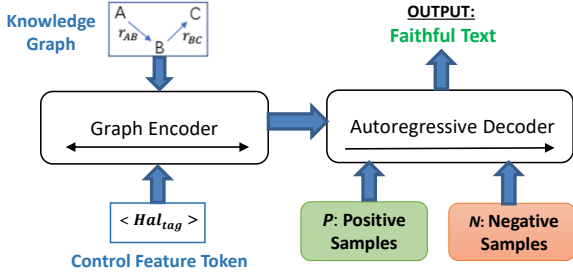 Knowledge
Graph
A
C
r_AB
r_BC
B
OUTPUT:
Faithful Text
Graph Encoder
Autoregressive Decoder
< Hal_tag >
Control Feature Token
P: Positive
Samples
N: Negative
Samples